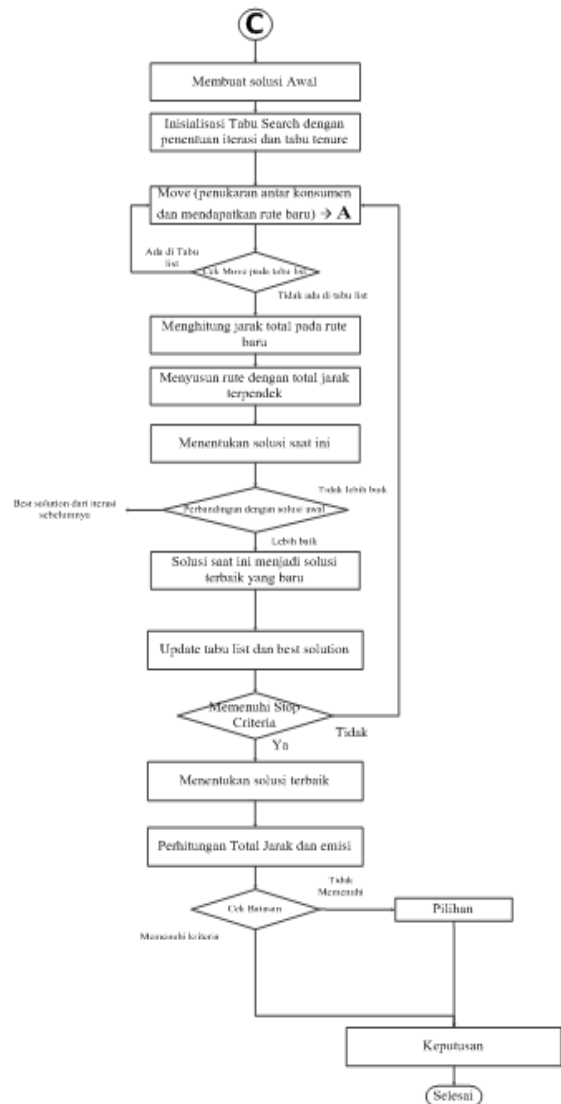 C
Membuat solusi Awal
Inisialisasi Tabu Search dengan
penentuan iterasi dan tabu tenure
Move (penukaran antar konsumen
dan mendapatkan rute baru) → A
Ada di Tabu
list
Cek Move pada tabu list
Tidak ada di tabu list
Menghitung jarak total pada rute
baru
Menyusun rute dengan total jarak
terpendek
Menentukan solusi saat ini
Tidak lebih baik
Best solution dari iterasi
sebelumnya
Perbandingan dengan solusi awal
Lebih baik
Solusi saat ini menjadi solusi
terbaik yang baru
Update tabu list dan best solution
Memenuhi Stop
Criteria
Tidak
Ya
Menentukan solusi terbaik
Perhitungan Total Jarak dan emisi
Tidak
Memenuhi
Cek Batasan
Pilihan
Memenuhi kriteria
Keputusan
Selesai